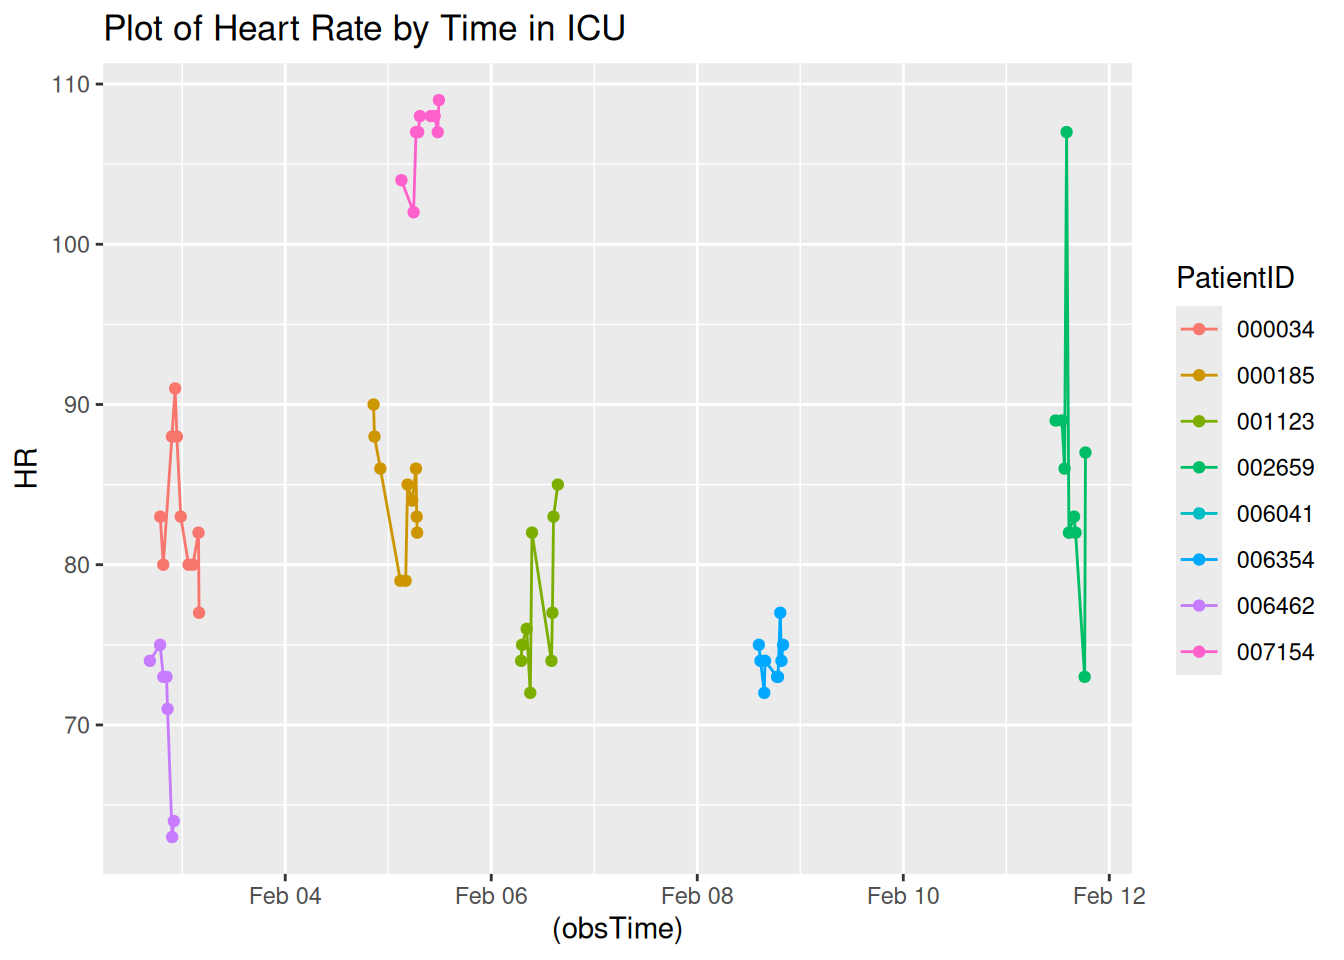 Plot of Heart Rate by Time in ICU
110
100
90
80
70
HR
Feb 04
Feb 06
Feb 08
Feb 10
Feb 12
(obsTime)
PatientID
000034
000185
001123
002659
006041
006354
006462
007154